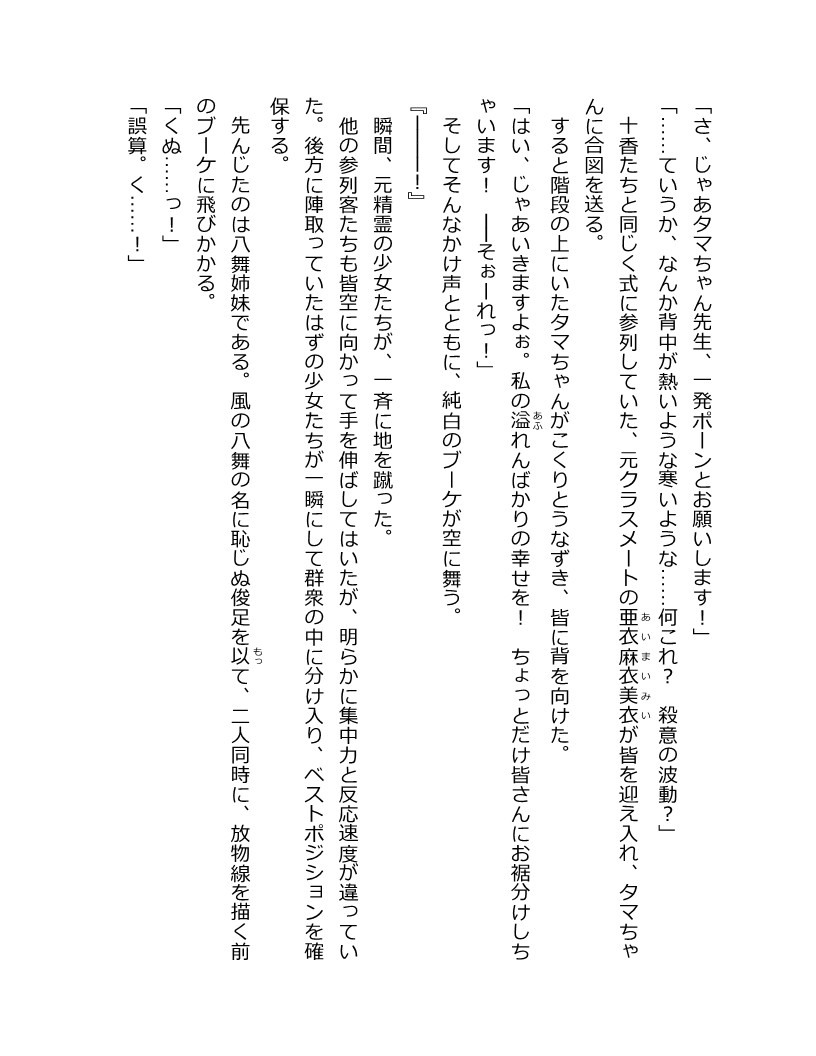 「さ、じゃあタマちゃん先生、一発ポーンとお願いします！」
「……ていうか、なんか背中が熱いような寒いような……何これ？　殺意の波動？」
　十香たちと同じく式に参列していた、元クラスメートの亜衣麻衣美衣が皆を迎え入れ、タマちゃ
んに合図を送る。
　すると階段の上にいたタマちゃんがこくりとうなずき、皆に背を向けた。
「はい、じゃあいきますよぉ。私の溢れんばかりの幸せを！　ちょっとだけ皆さんにお裾分けしち
ゃいます！　――そぉーれっ！」
　そしてそんなかけ声とともに、純白のブーケが空に舞う。
『―――！』
　瞬間、元精霊の少女たちが、一斉に地を蹴った。
　他の参列客たちも皆空に向かって手を伸ばしてはいたが、明らかに集中力と反応速度が違ってい
た。後方に陣取っていたはずの少女たちが一瞬にして群衆の中に分け入り、ベストポジションを確
保する。
　先んじたのは八舞姉妹である。風の八舞の名に恥じぬ俊足を以て、二人同時に、放物線を描く前
のブーケに飛びかかる。
「くぬ……っ！」
「誤算。く……！」
あふ
あいまいみい
もっ